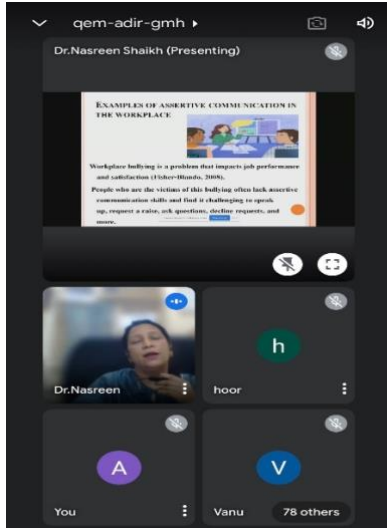 qem-adir-gmh
Dr.Nasreen Shaikh (Presenting)
EXAMPLES OF ASSERTIVE COMMUNICATION IN
THE WORKPLACE
Workplace bullying is a problem that impacts job performance
and satisfaction (Fisher-Blando, 2008).
People who are the victims of this bullying often lack assertive
communication skills and find it challenging to speak
up, request a raise, ask questions, decline requests, and
more.
Dr.Nasreen
h
hoor
A
You
V
Vanu
78 others